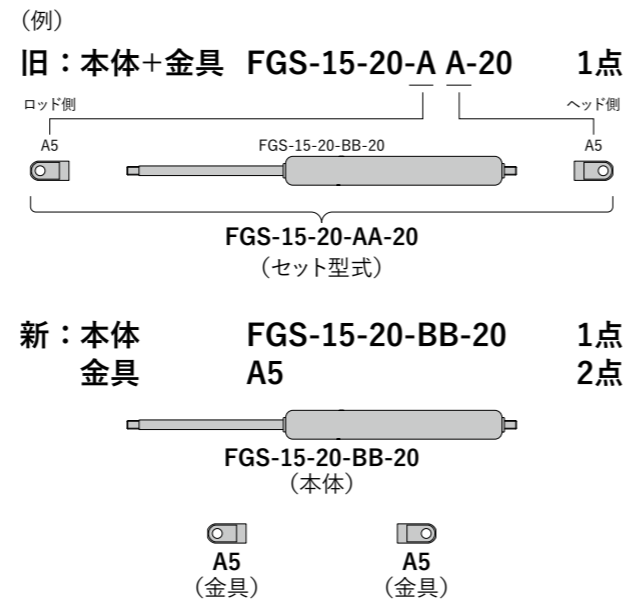 （例）
旧：本体＋金具 FGS-15-20-A A-20 1点
ロッド側 ヘッド側
A5 FGS-15-20-BB-20 A5
FGS-15-20-AA-20
（セット型式）
新：本体 FGS-15-20-BB-20 1点
金具 A5 2点
FGS-15-20-BB-20
（本体）
A5 A5
（金具） （金具）